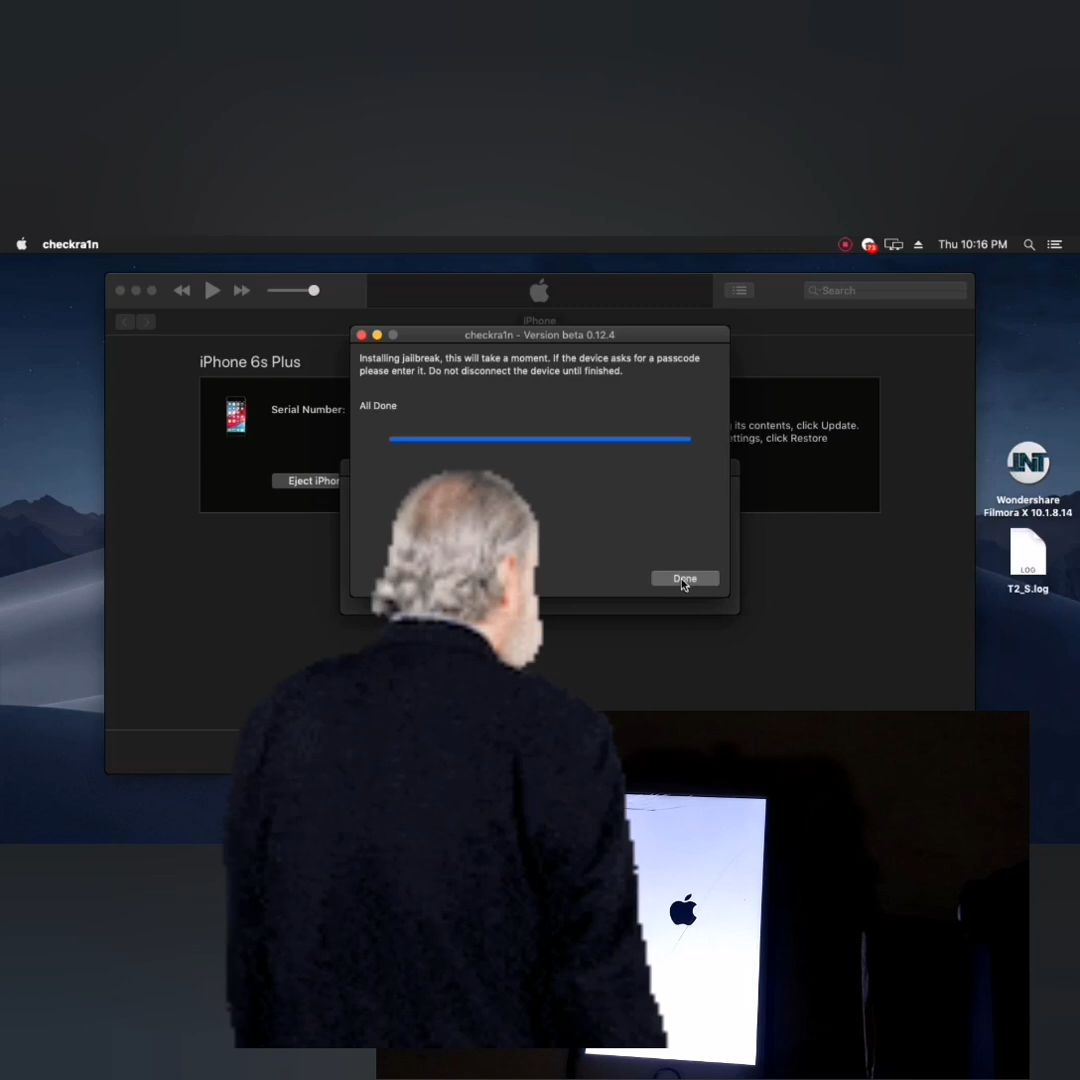 checkra1n
73
Thu 10:16 PM
Search
iPhone
checkra1n - Version beta 0.12.4
Installing jailbreak, this will take a moment. If the device asks for a passcode
please enter it. Do not disconnect the device until finished.
iPhone 6s Plus
All Done
Serial Number:
its contents, click Update.
ettings, click Restore
Eject iPhon
Done
JNT
Wondershare
Filmora X 10.1.8.14
LOG
T2_S.log